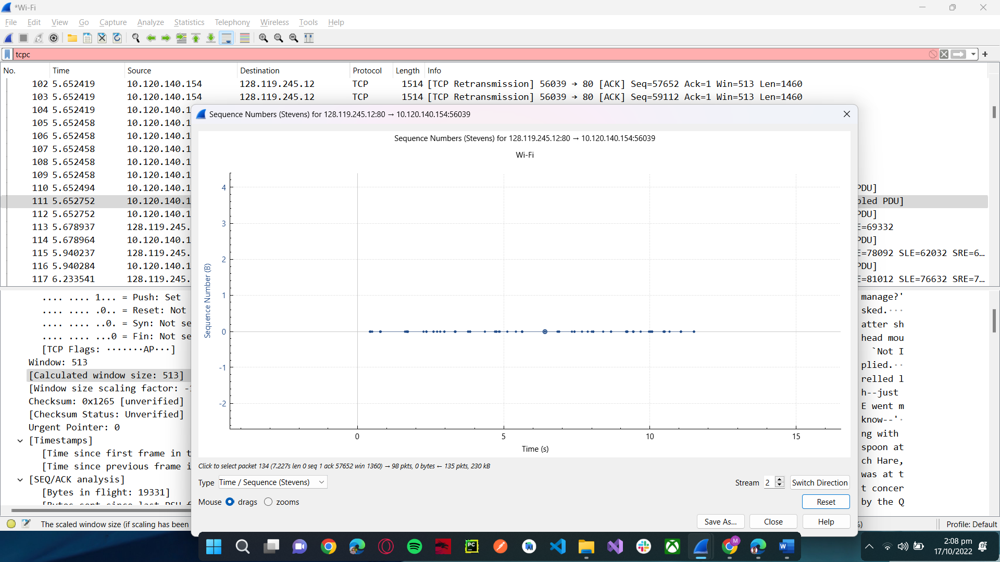 *Wi-Fi
File Edit View Go Capture Analyze Statistics Telephony Wireless Tools Help
tcpc
No. Time Source Destination Protocol Length Info
102 5.652419 10.120.140.154 128.119.245.12 TCP 1514 [TCP Retransmission] 56039 → 80 [ACK] Seq=57652 Ack=1 Win=513 Len=1460
103 5.652419 10.120.140.154 128.119.245.12 TCP 1514 [TCP Retransmission] 56039 → 80 [ACK] Seq=59112 Ack=1 Win=513 Len=1460
104 5.652419 10.120.140.1
105 5.652458 10.120.140.1
106 5.652458 10.120.140.1
107 5.652458 10.120.140.1
108 5.652458 10.120.140.1
109 5.652458 10.120.140.1
110 5.652494 10.120.140.1 PDU]
111 5.652752 10.120.140.1 bled PDU]
112 5.652752 10.120.140.1 PDU]
113 5.678937 128.119.245. E=69332
114 5.678964 10.120.140.1 PDU]
115 5.940237 128.119.245. E=78092 SLE=62032 SRE=6…
116 5.940284 10.120.140.1 PDU]
117 6.233541 128.119.245. E=81012 SLE=76632 SRE=7…
.... .... 1... = Push: Set
.... .... .0.. = Reset: Not
.... .... ..0. = Syn: Not se
.... .... ...0 = Fin: Not se
[TCP Flags: ·······AP···]
Window: 513
[Calculated window size: 513]
[Window size scaling factor: -1
Checksum: 0x1265 [unverified]
[Checksum Status: Unverified]
Urgent Pointer: 0
[Timestamps]
[Time since first frame in t
[Time since previous frame i
[SEQ/ACK analysis]
[Bytes in flight: 19331]
[Bytes sent since last PSH f
manage?'
sked.···
atter sh
head mou
`Not I
plied.··
relled l
h--just
E went m
know--'·
ng with
spoon at
ch Hare,
was at t
t concer
by the Q
Sequence Numbers (Stevens) for 128.119.245.12:80 → 10.120.140.154:56039
Sequence Numbers (Stevens) for 128.119.245.12:80 → 10.120.140.154:56039
Wi-Fi
Sequence Number (B)
4
3
2
1
0
-1
-2
0 5 10 15
Time (s)
Click to select packet 134 (7.227s len 0 seq 1 ack 57652 win 1360) → 98 pkts, 0 bytes ← 135 pkts, 230 kB
Type Time / Sequence (Stevens) Stream 2 Switch Direction
Mouse drags zooms Reset
Save As... Close Help
The scaled window size (if scaling has been %) Profile: Default
PC
M
W
2:08 pm
17/10/2022